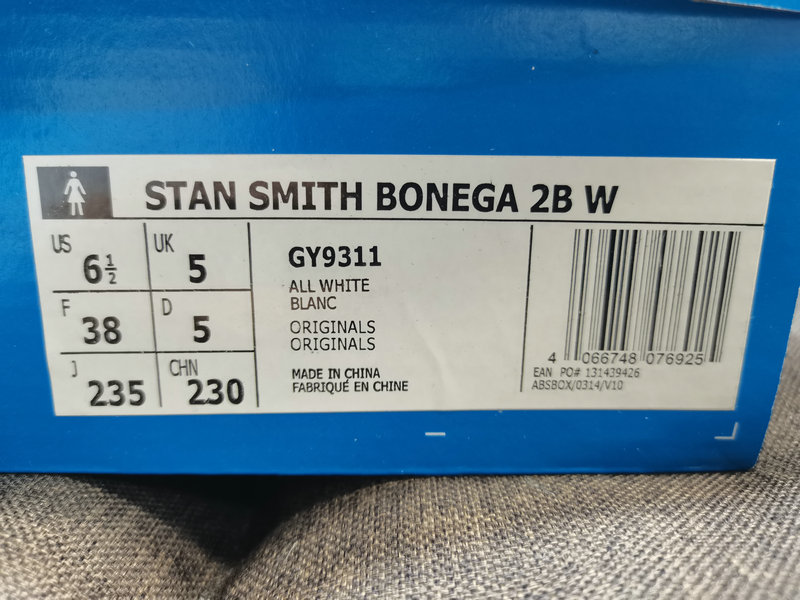 STAN SMITH BONEGA 2B W
US 6½ UK 5
F 38 D 5
J 235 CHN 230
GY9311
ALL WHITE
BLANC
ORIGINALS
ORIGINALS
MADE IN CHINA
FABRIQUÉ EN CHINE
4 066748 076925
EAN PO# 131439426
ABSBOX/0314/V10